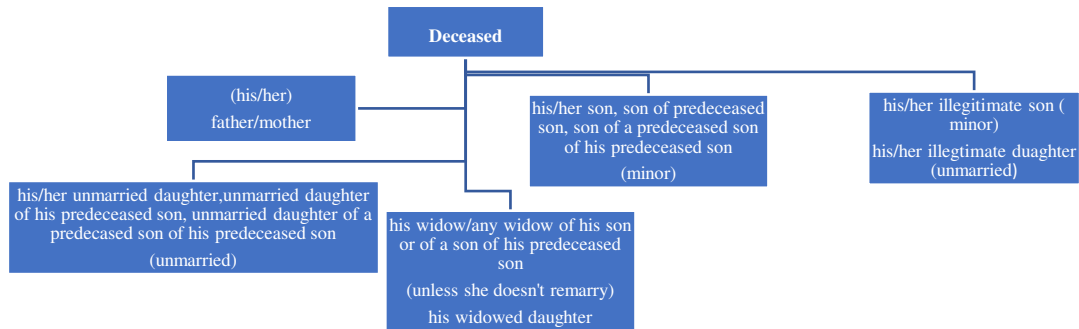 Deceased
(his/her)
father/mother
his/her son, son of predeceased
son, son of a predeceased son
of his predeceased son
(minor)
his/her illegitimate son (
minor)
his/her illegtimate duaghter
(unmarried)
his/her unmarried daughter,unmarried daughter
of his predeceased son, unmarried daughter of a
predecased son of his predeceased son
(unmarried)
his widow/any widow of his son
or of a son of his predeceased
son
(unless she doesn't remarry)
his widowed daughter